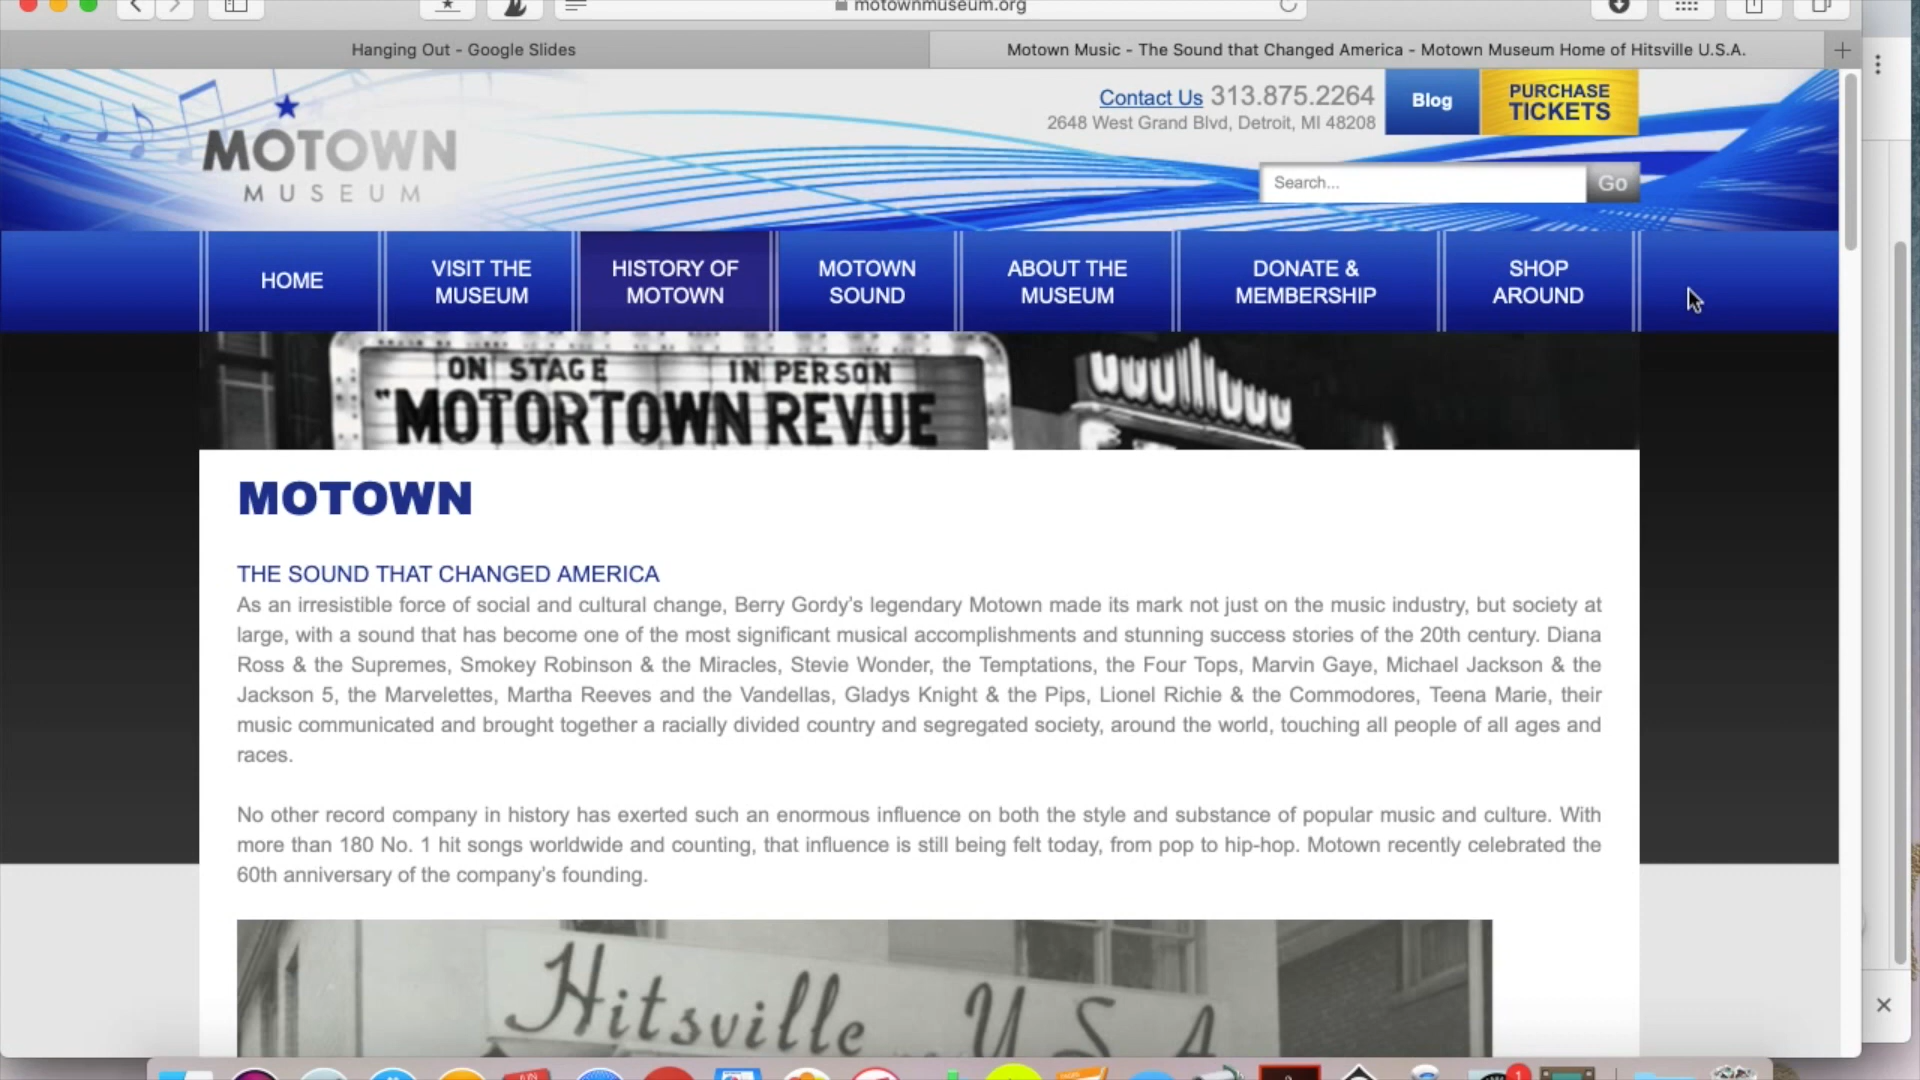 motownmuseum.org
Hanging Out - Google Slides
Motown Music - The Sound that Changed America - Motown Museum Home of Hitsville U.S.A.
MOTOWN
MUSEUM
Contact Us 313.875.2264
2648 West Grand Blvd, Detroit, MI 48208
Blog
PURCHASE
TICKETS
Search...
Go
HOME
VISIT THE
MUSEUM
HISTORY OF
MOTOWN
MOTOWN
SOUND
ABOUT THE
MUSEUM
DONATE &
MEMBERSHIP
SHOP
AROUND
ON STAGE IN PERSON
"MOTORTOWN REVUE
MOTOWN
THE SOUND THAT CHANGED AMERICA
As an irresistible force of social and cultural change, Berry Gordy's legendary Motown made its mark not just on the music industry, but society at
large, with a sound that has become one of the most significant musical accomplishments and stunning success stories of the 20th century. Diana
Ross & the Supremes, Smokey Robinson & the Miracles, Stevie Wonder, the Temptations, the Four Tops, Marvin Gaye, Michael Jackson & the
Jackson 5, the Marvelettes, Martha Reeves and the Vandellas, Gladys Knight & the Pips, Lionel Richie & the Commodores, Teena Marie, their
music communicated and brought together a racially divided country and segregated society, around the world, touching all people of all ages and
races.
No other record company in history has exerted such an enormous influence on both the style and substance of popular music and culture. With
more than 180 No. 1 hit songs worldwide and counting, that influence is still being felt today, from pop to hip-hop. Motown recently celebrated the
60th anniversary of the company's founding.
Hitsville U.S.A.
1